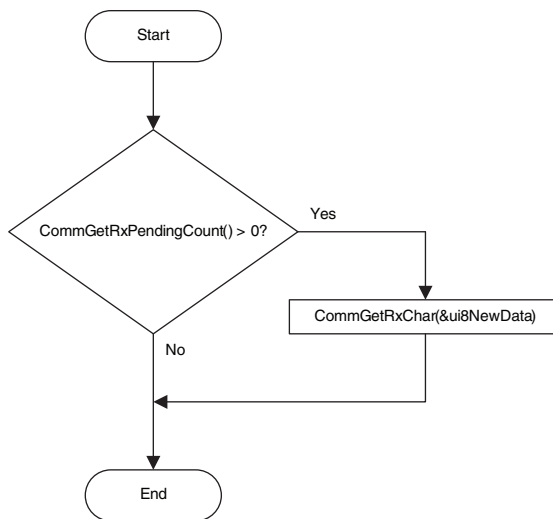 Start
CommGetRxPendingCount() > 0?
Yes
CommGetRxChar(&ui8NewData)
No
End